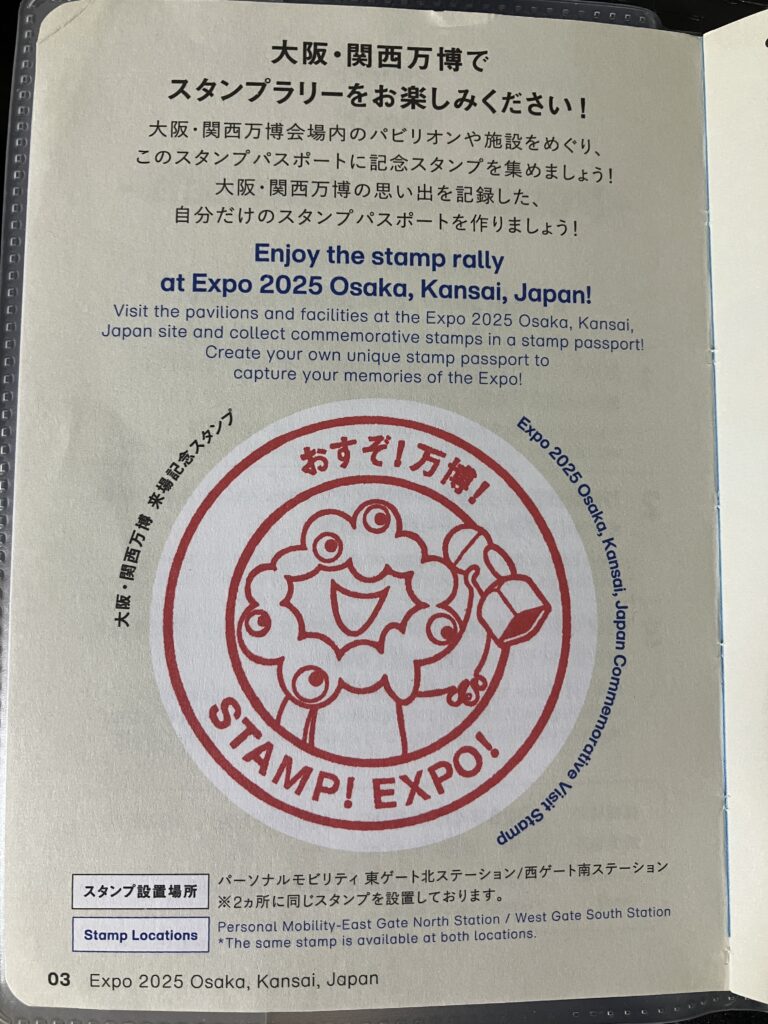 大阪・関西万博で
スタンプラリーをお楽しみください！
大阪・関西万博会場内のパビリオンや施設をめぐり、
このスタンプパスポートに記念スタンプを集めましょう！
大阪・関西万博の思い出を記録した、
自分だけのスタンプパスポートを作りましょう！
Enjoy the stamp rally
at Expo 2025 Osaka, Kansai, Japan!
Visit the pavilions and facilities at the Expo 2025 Osaka, Kansai,
Japan site and collect commemorative stamps in a stamp passport!
Create your own unique stamp passport to
capture your memories of the Expo!
大阪・関西万博 来場記念スタンプ
Expo 2025 Osaka, Kansai, Japan Commemorative Visit Stamp
おすぞ！万博！
STAMP! EXPO!
スタンプ設置場所
パーソナルモビリティ 東ゲート北ステーション/西ゲート南ステーション
※2ヵ所に同じスタンプを設置しております。
Stamp Locations
Personal Mobility-East Gate North Station / West Gate South Station
*The same stamp is available at both locations.
03 Expo 2025 Osaka, Kansai, Japan